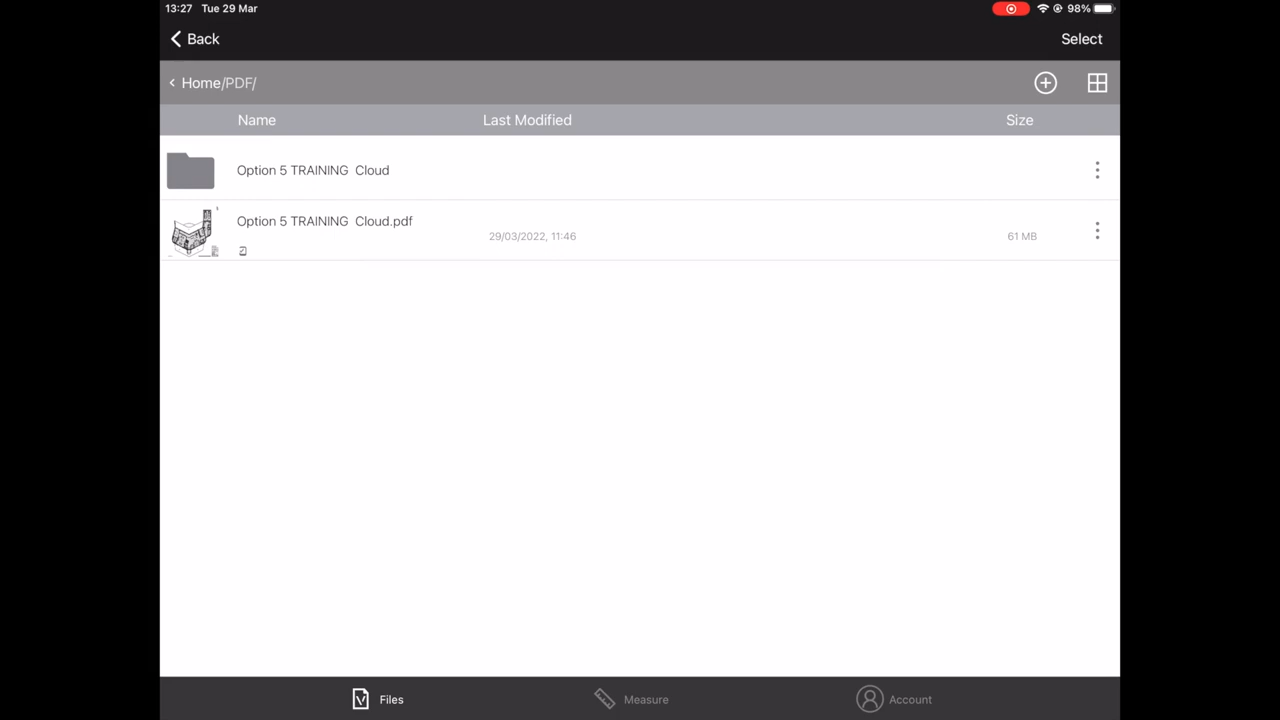 13:27 Tue 29 Mar 98%
Back Select
Home/PDF/
Name Last Modified Size
Option 5 TRAINING  Cloud
Option 5 TRAINING  Cloud.pdf
29/03/2022, 11:46 61 MB
Files Measure Account